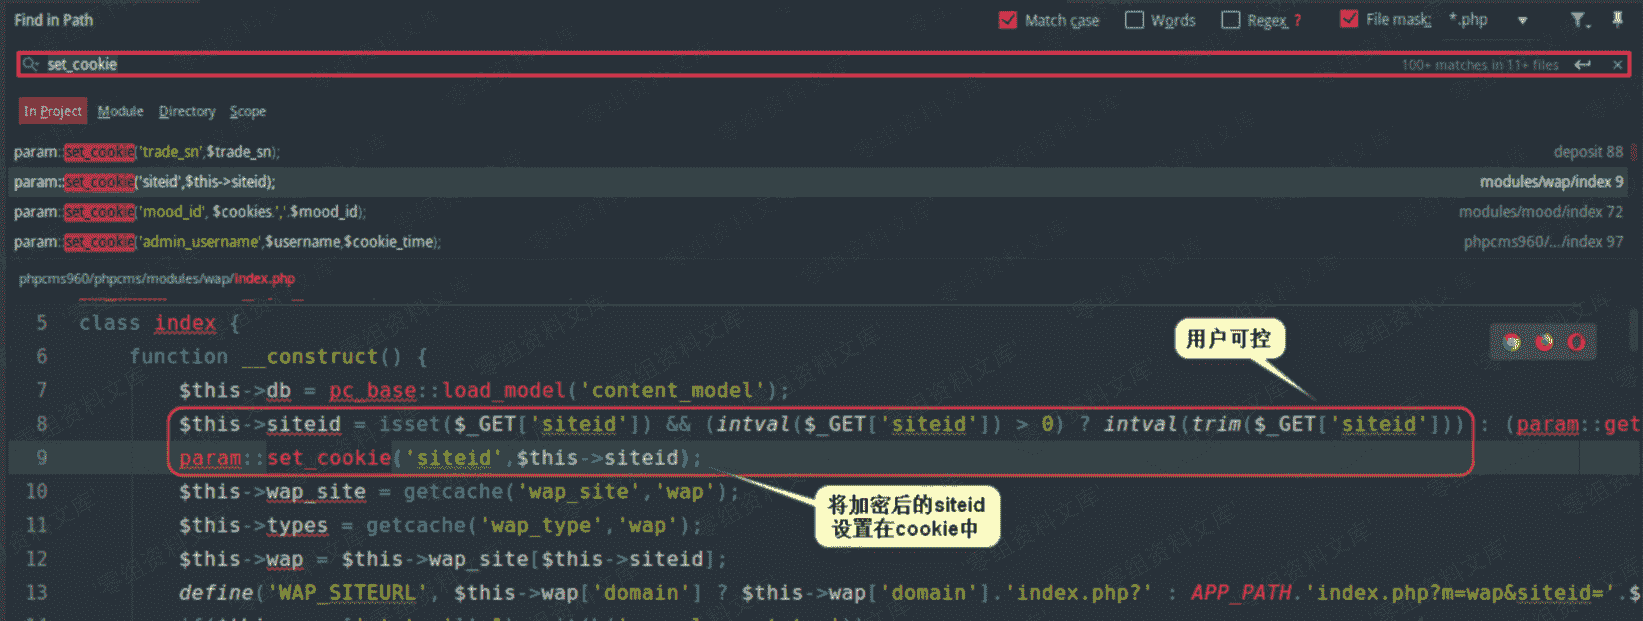 Find in Path
Match case Words Regex ? File mask: *.php
set_cookie
100+ matches in 11+ files
In Project Module Directory Scope
param::set_cookie('trade_sn',$trade_sn); deposit 88
param::set_cookie('siteid',$this->siteid); modules/wap/index 9
param::set_cookie('mood_id', $cookies.','.$mood_id); modules/mood/index 72
param::set_cookie('admin_username',$username,$cookie_time); phpcms960/.../index 97
phpcms960/phpcms/modules/wap/index.php
5 class index {
用户可控
6 function __construct() {
7 $this->db = pc_base::load_model('content_model');
8 $this->siteid = isset($_GET['siteid']) && (intval($_GET['siteid']) > 0) ? intval(trim($_GET['siteid'])) : (param::get
9 param::set_cookie('siteid',$this->siteid);
10 $this->wap_site = getcache('wap_site','wap');
将加密后的siteid
设置在cookie中
11 $this->types = getcache('wap_type','wap');
12 $this->wap = $this->wap_site[$this->siteid];
13 define('WAP_SITEURL', $this->wap['domain'] ? $this->wap['domain'].'index.php?' : APP_PATH.'index.php?m=wap&siteid='.$
零组资料文库